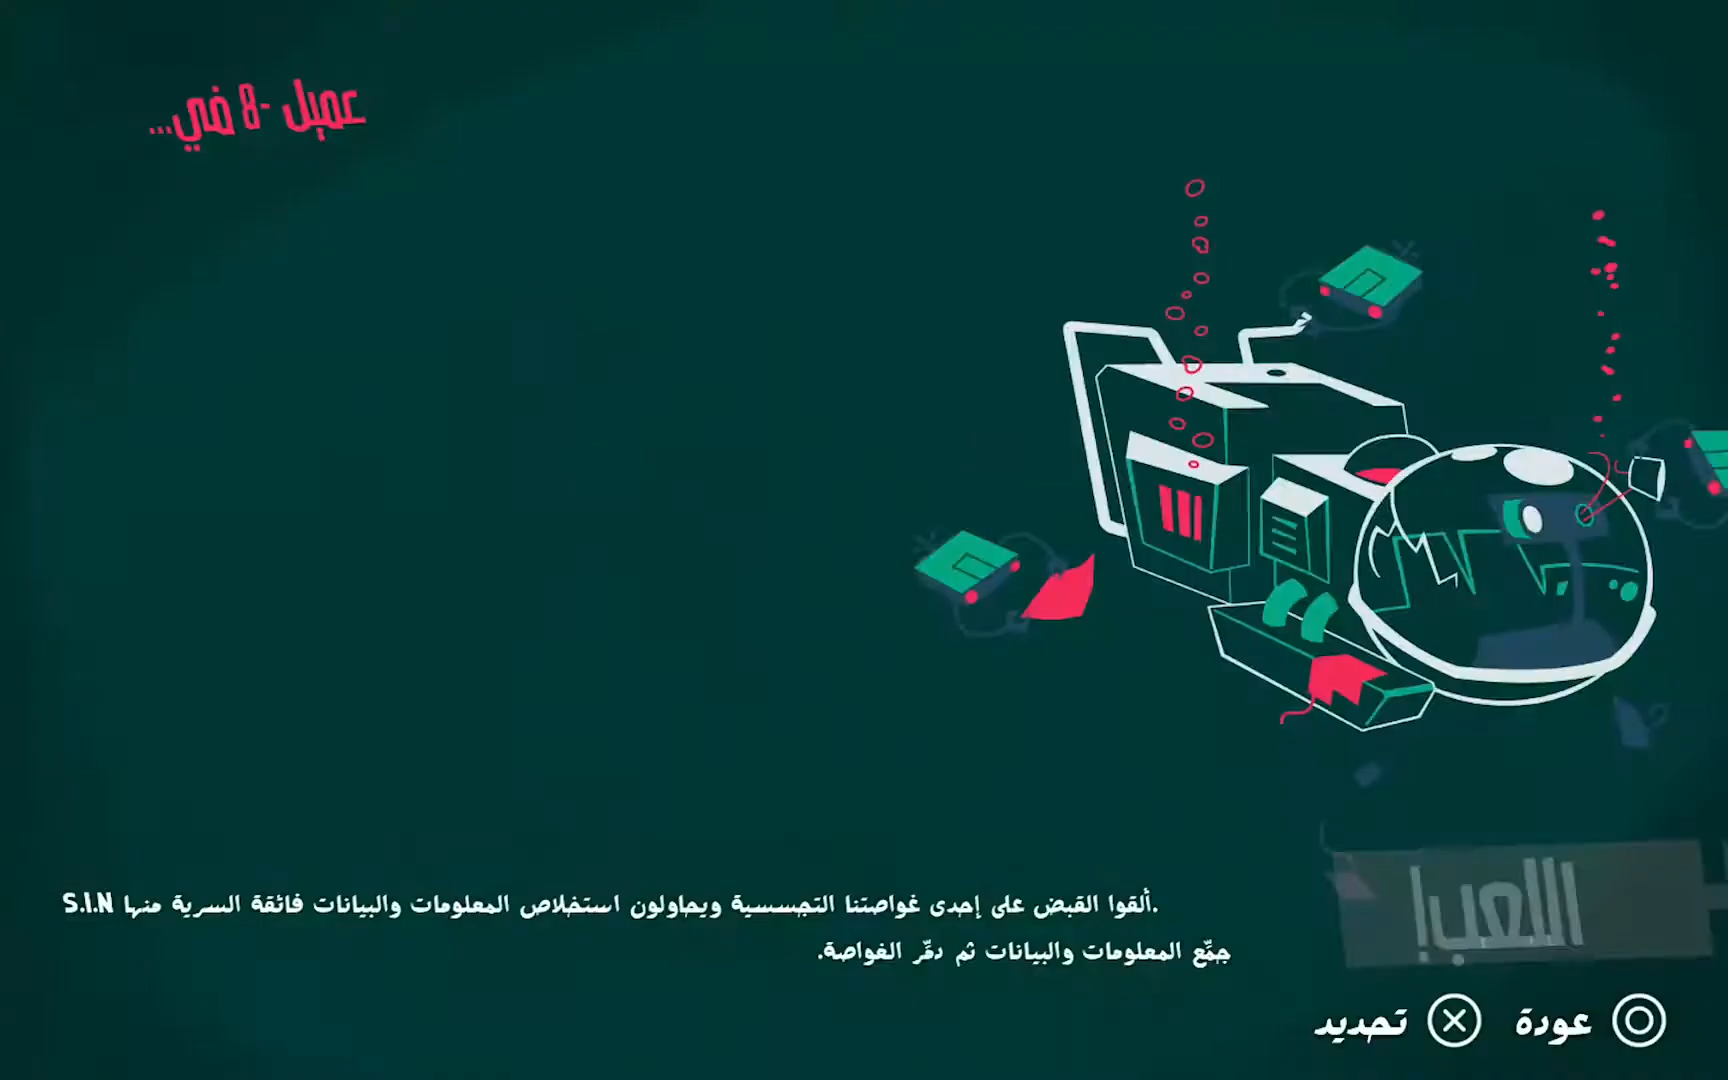 عميل -8 في...
.ألقوا القبض على إحدى غواصتنا التجسسية ويحاولون استخلاص المعلومات والبيانات فائقة السرية منها S.I.N
جمِّع المعلومات والبيانات ثم دمِّر الغواصة.
اللعب!
عودة
تحديد